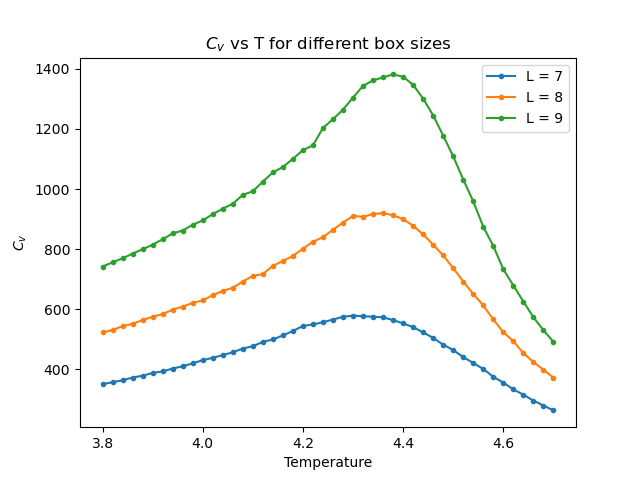 $C_v$ vs T for different box sizes
1400
1200
1000
800
600
400
$C_v$
L = 7
L = 8
L = 9
3.8 4.0 4.2 4.4 4.6
Temperature